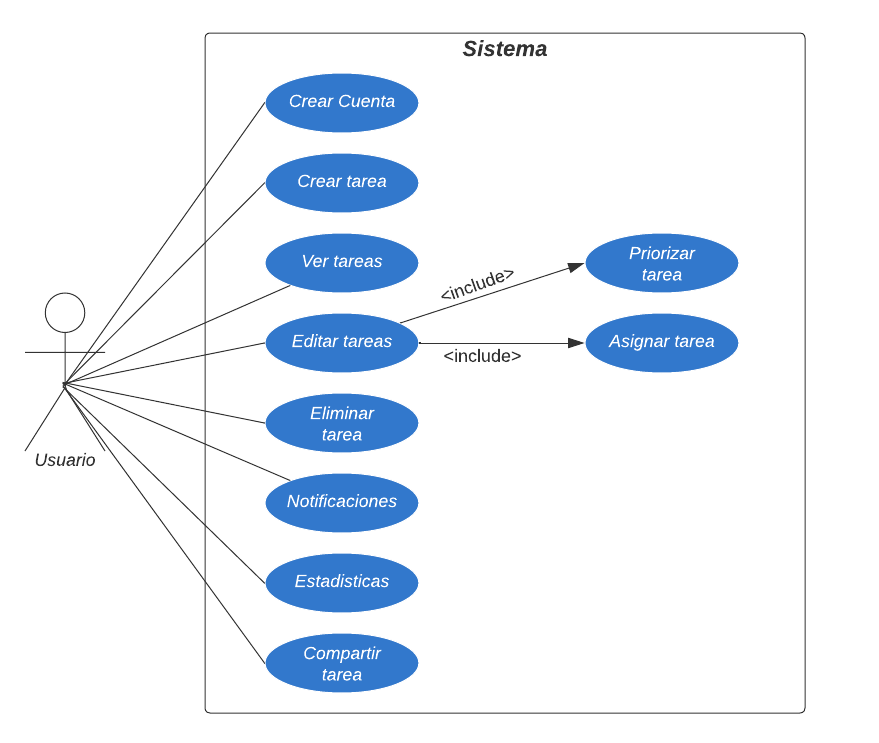 Sistema
Crear Cuenta
Crear tarea
Ver tareas
Priorizar
tarea
<include>
Editar tareas
<include>
Asignar tarea
Eliminar
tarea
Usuario
Notificaciones
Estadisticas
Compartir
tarea